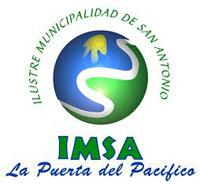 ILUSTRE MUNICIPALIDAD DE SAN ANTONIO
IMSA
La Puerta del Pacifico